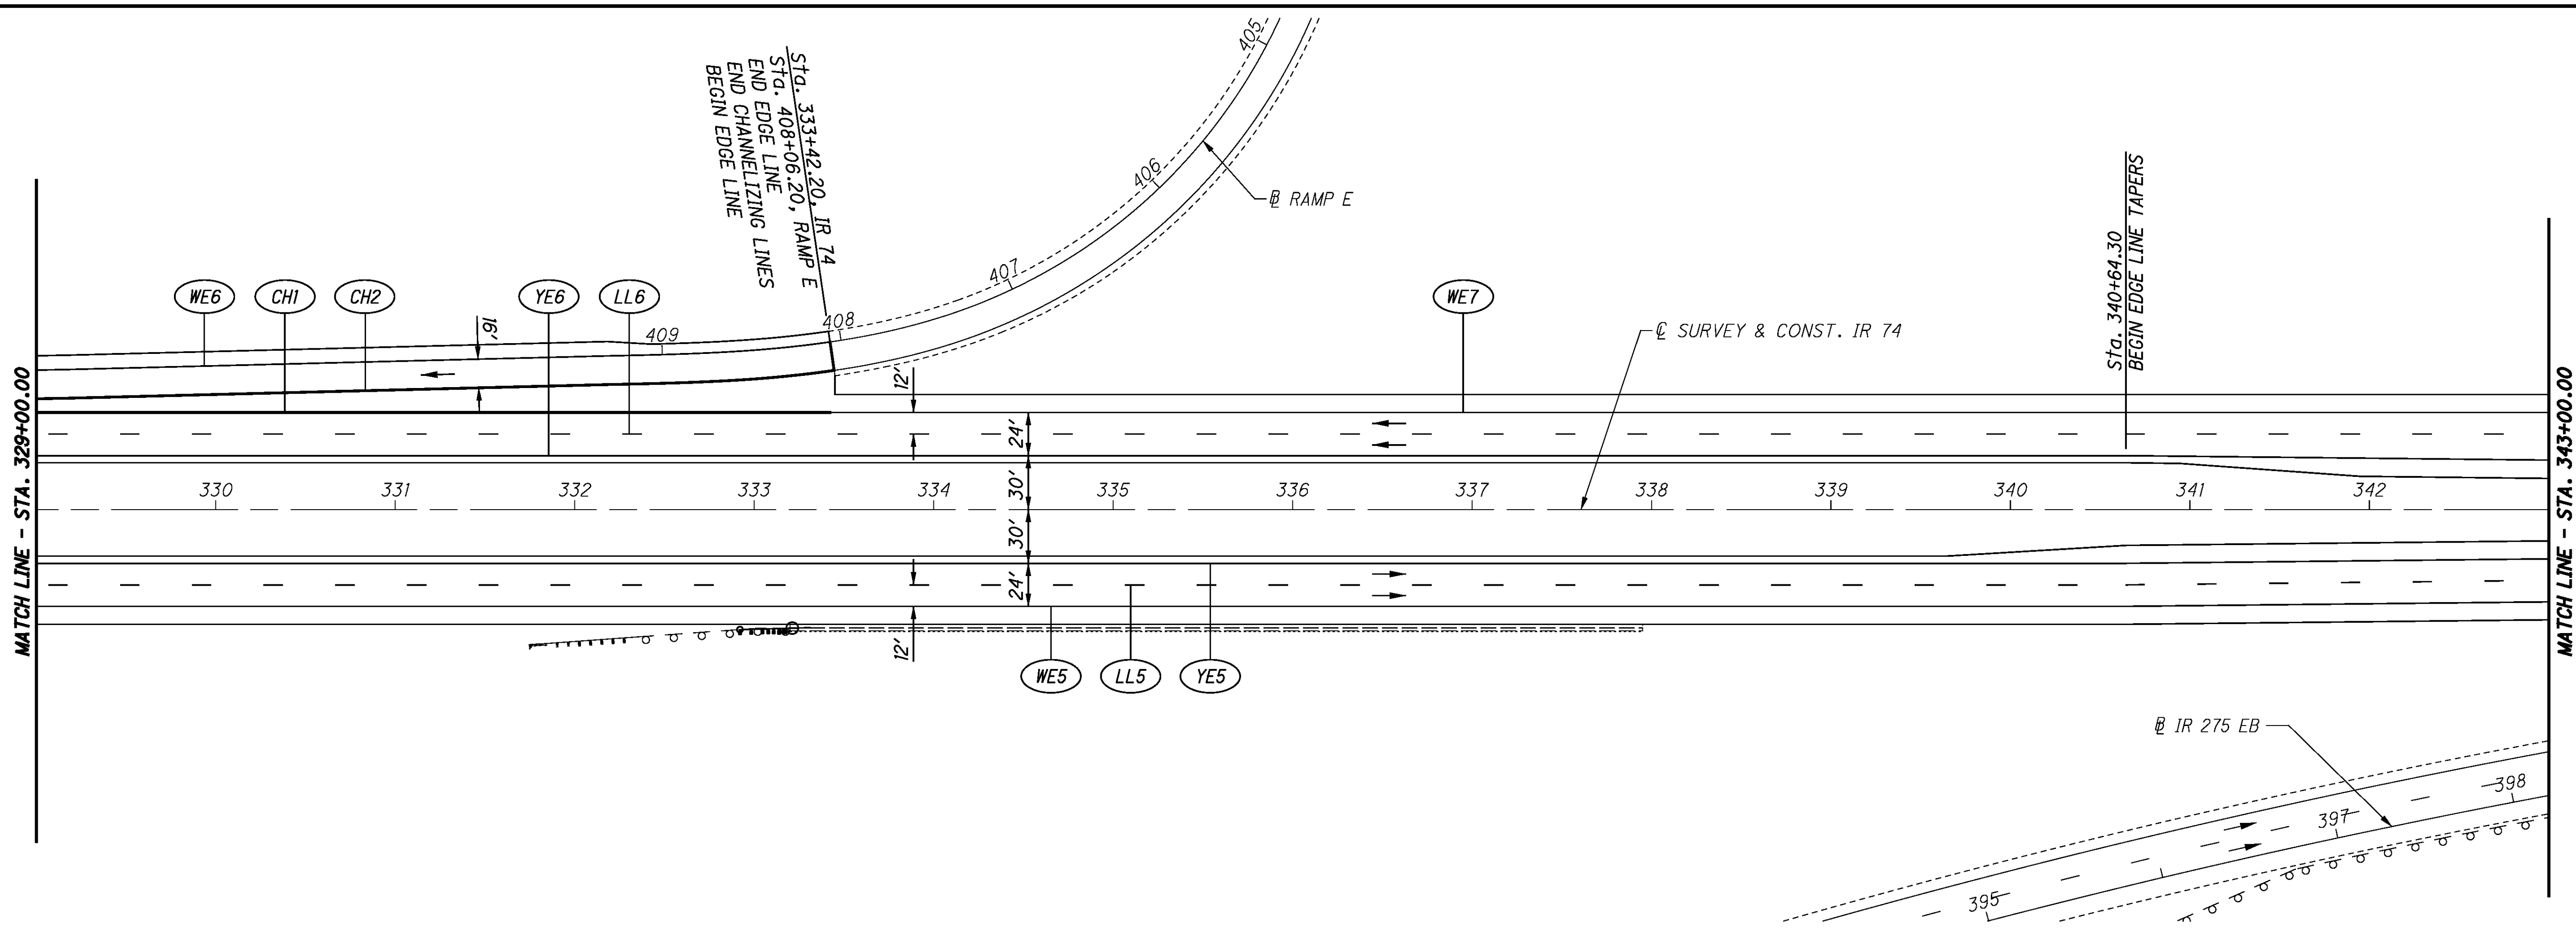 Sta. 333+42.20, IR 74
Sta. 408+06.20, RAMP E
END EDGE LINE
END CHANNELIZING LINES
BEGIN EDGE LINE
405
406
407
408
409
℄ SURVEY & CONST. IR 74
RAMP E
Sta. 340+64.30
BEGIN EDGE LINE TAPERS
WE6
CH1
CH2
YE6
LL6
WE7
16'
12'
24'
30'
30'
24'
12'
330
331
332
333
334
335
336
337
338
339
340
341
342
MATCH LINE - STA. 329+00.00
MATCH LINE - STA. 343+00.00
WE5
LL5
YE5
IR 275 EB
395
397
398